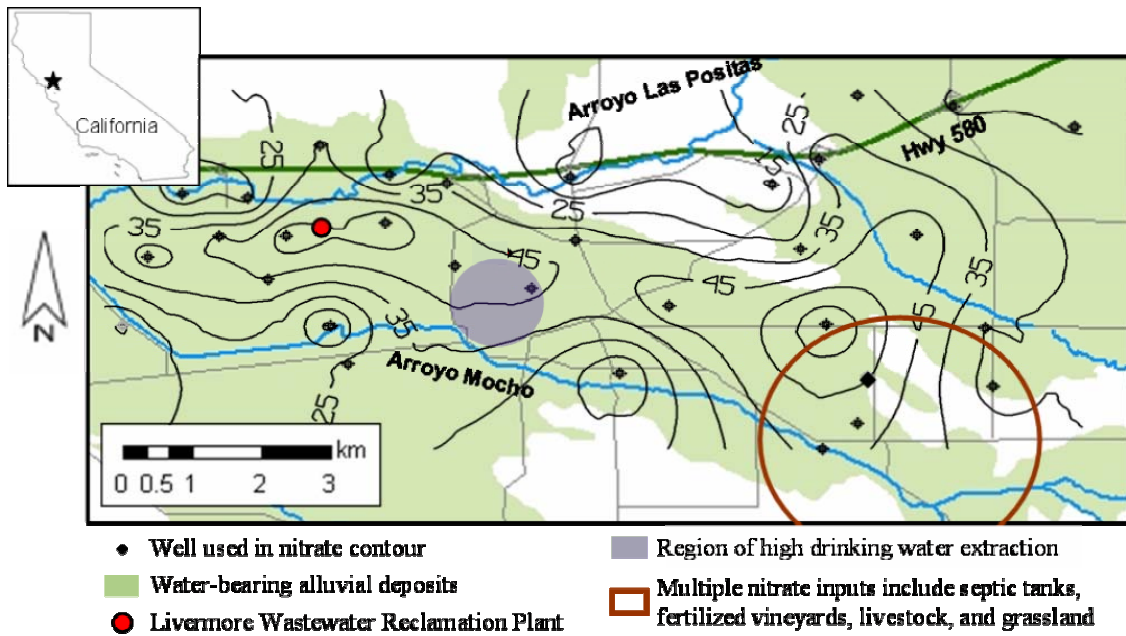 California
Arroyo Las Positas
Hwy 580
25
25
15
35
35
25
35
35
45
45
45
35
Arroyo Mocho
25
N
km
0 0.5 1 2 3
Well used in nitrate contour
Water-bearing alluvial deposits
Livermore Wastewater Reclamation Plant
Region of high drinking water extraction
Multiple nitrate inputs include septic tanks,
fertilized vineyards, livestock, and grassland